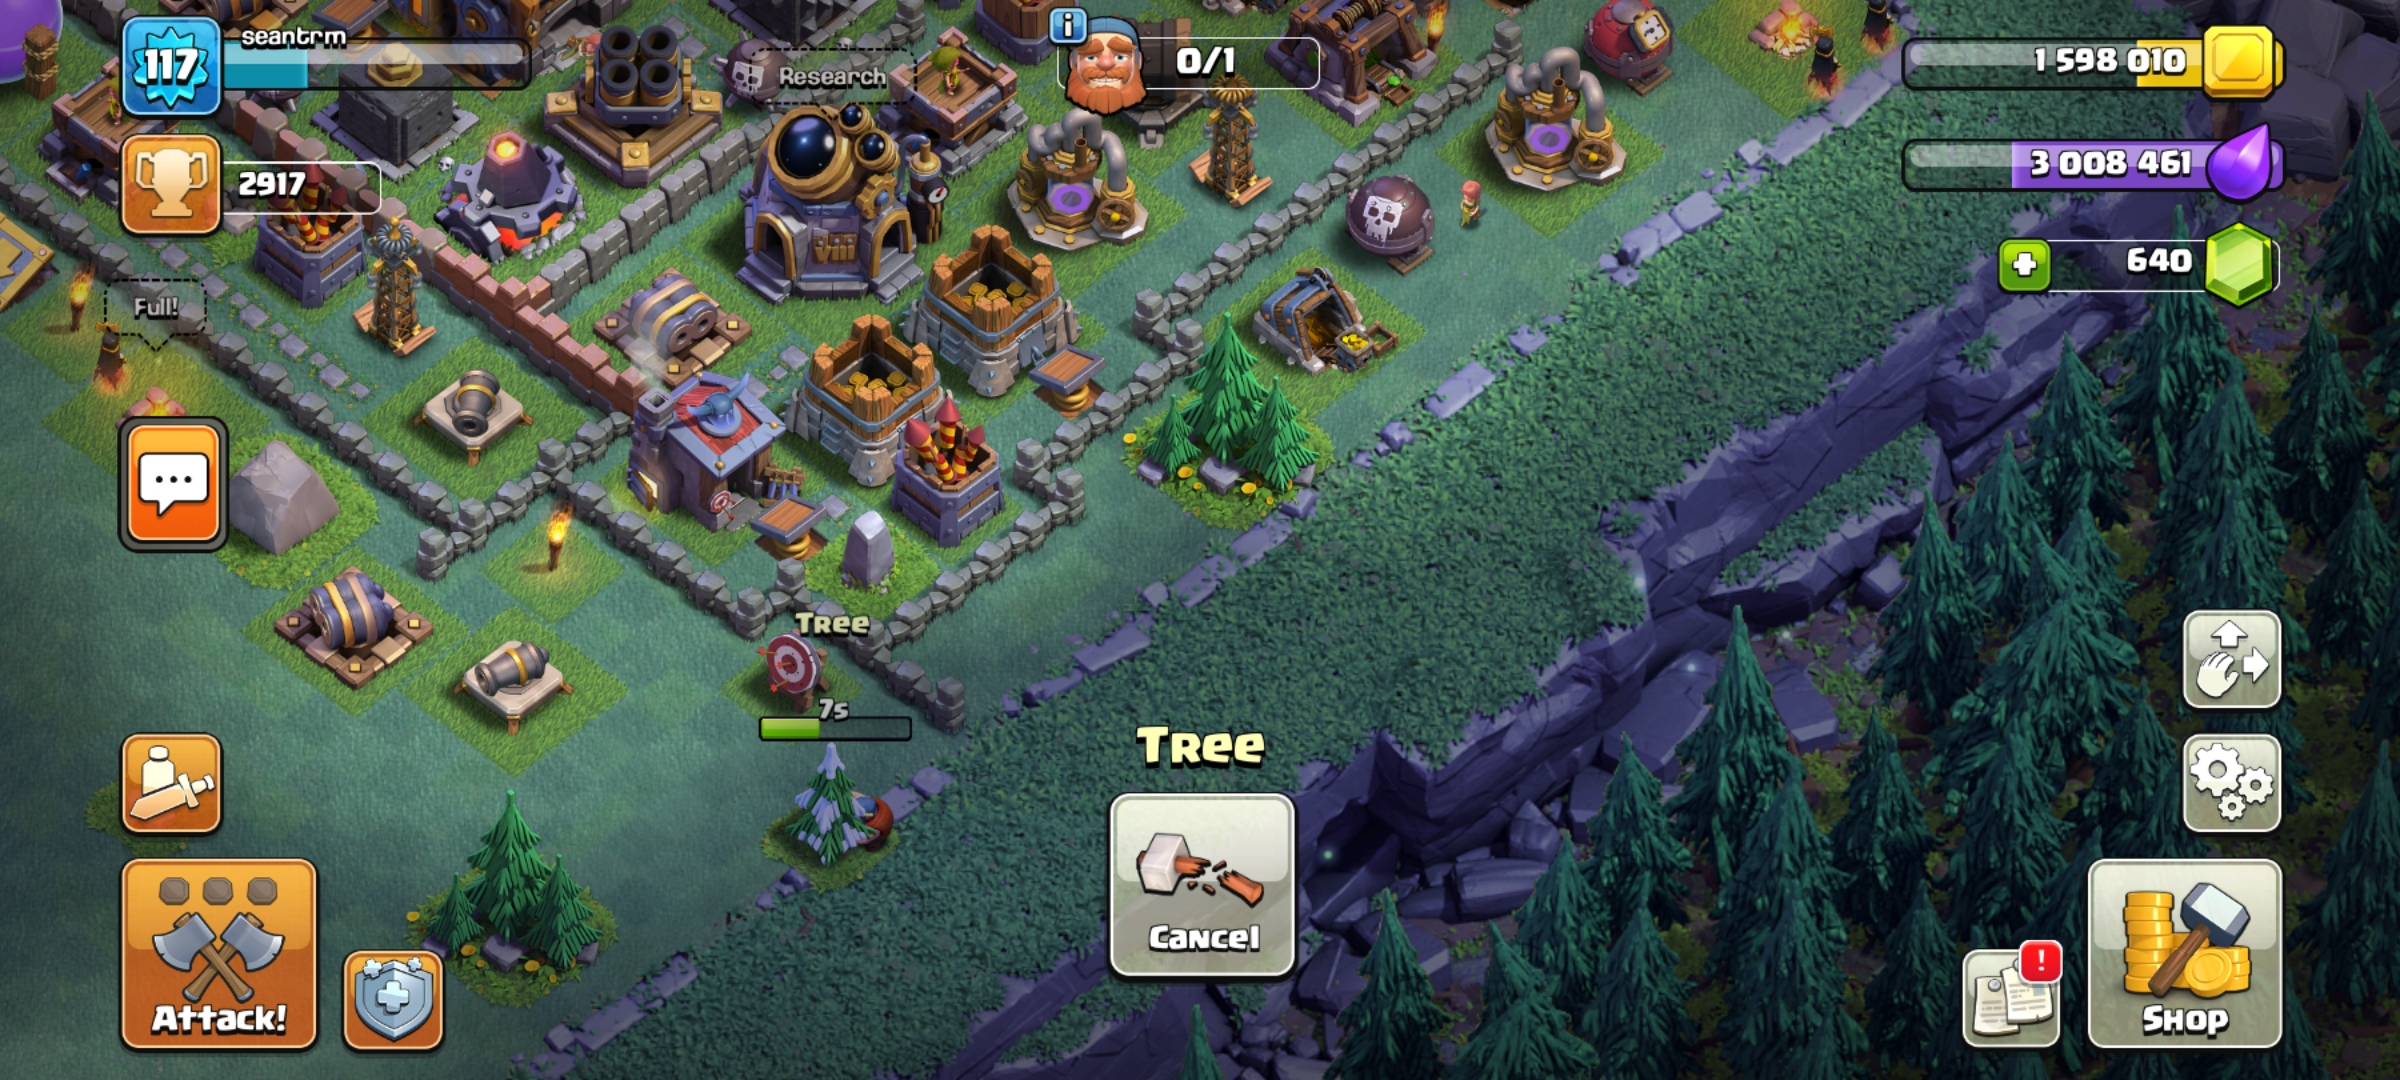 117
seantrm
Research
i
0/1
1 598 010
2917
3 008 461
VIII
+
640
Full!
Tree
7s
Tree
Cancel
Attack!
!
Shop